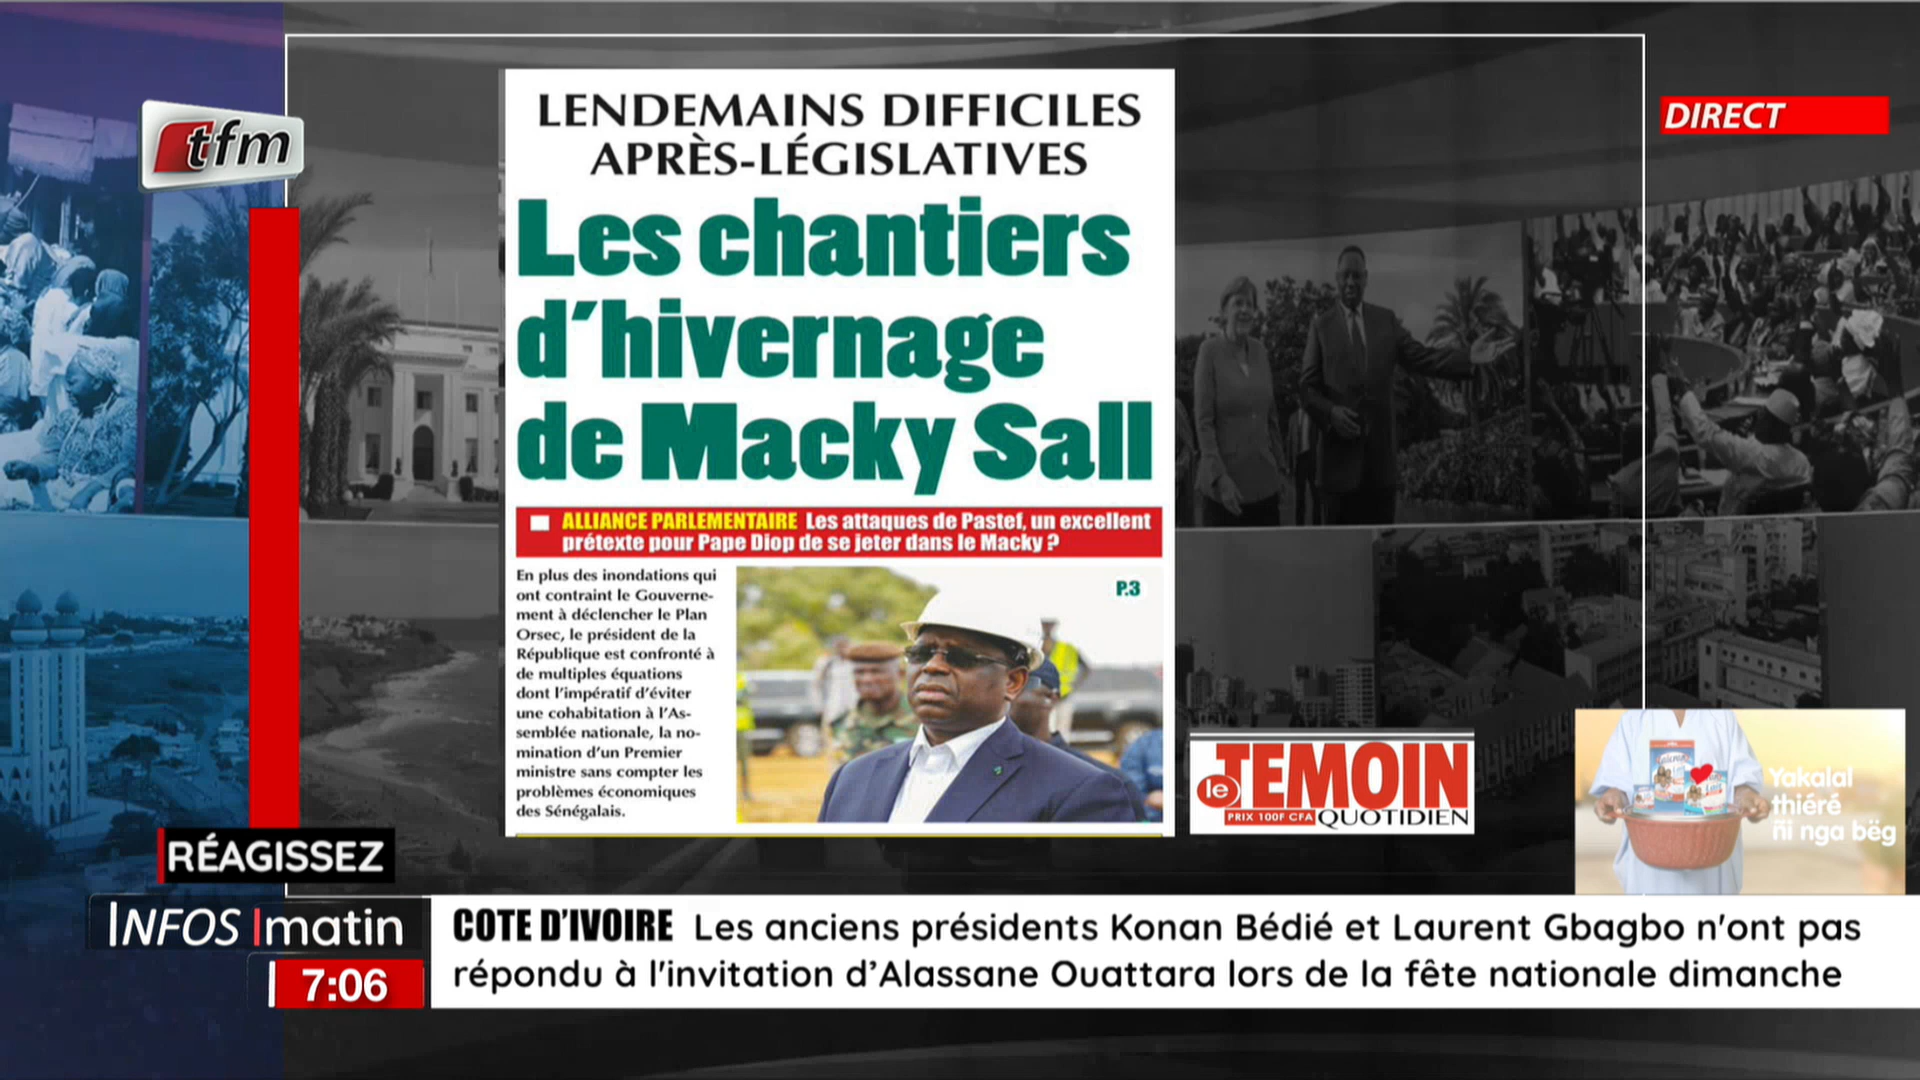 tfm
DIRECT
LENDEMAINS DIFFICILES
APRÈS-LÉGISLATIVES
Les chantiers
d'hivernage
de Macky Sall
ALLIANCE PARLEMENTAIRE Les attaques de Pastef, un excellent
prétexte pour Pape Diop de se jeter dans le Macky ?
En plus des inondations qui
ont contraint le Gouverne-
ment à déclencher le Plan
Orsec, le président de la
République est confronté à
de multiples équations
dont l'impératif d'éviter
une cohabitation à l'As-
semblée nationale, la no-
mination d'un Premier
ministre sans compter les
problèmes économiques
des Sénégalais.
P.3
le TEMOIN
PRIX 100F CFA QUOTIDIEN
Yakalal
thiéré
ñi nga bëg
RÉAGISSEZ
INFOS matin
7:06
COTE D'IVOIRE Les anciens présidents Konan Bédié et Laurent Gbagbo n'ont pas
répondu à l'invitation d'Alassane Ouattara lors de la fête nationale dimanche